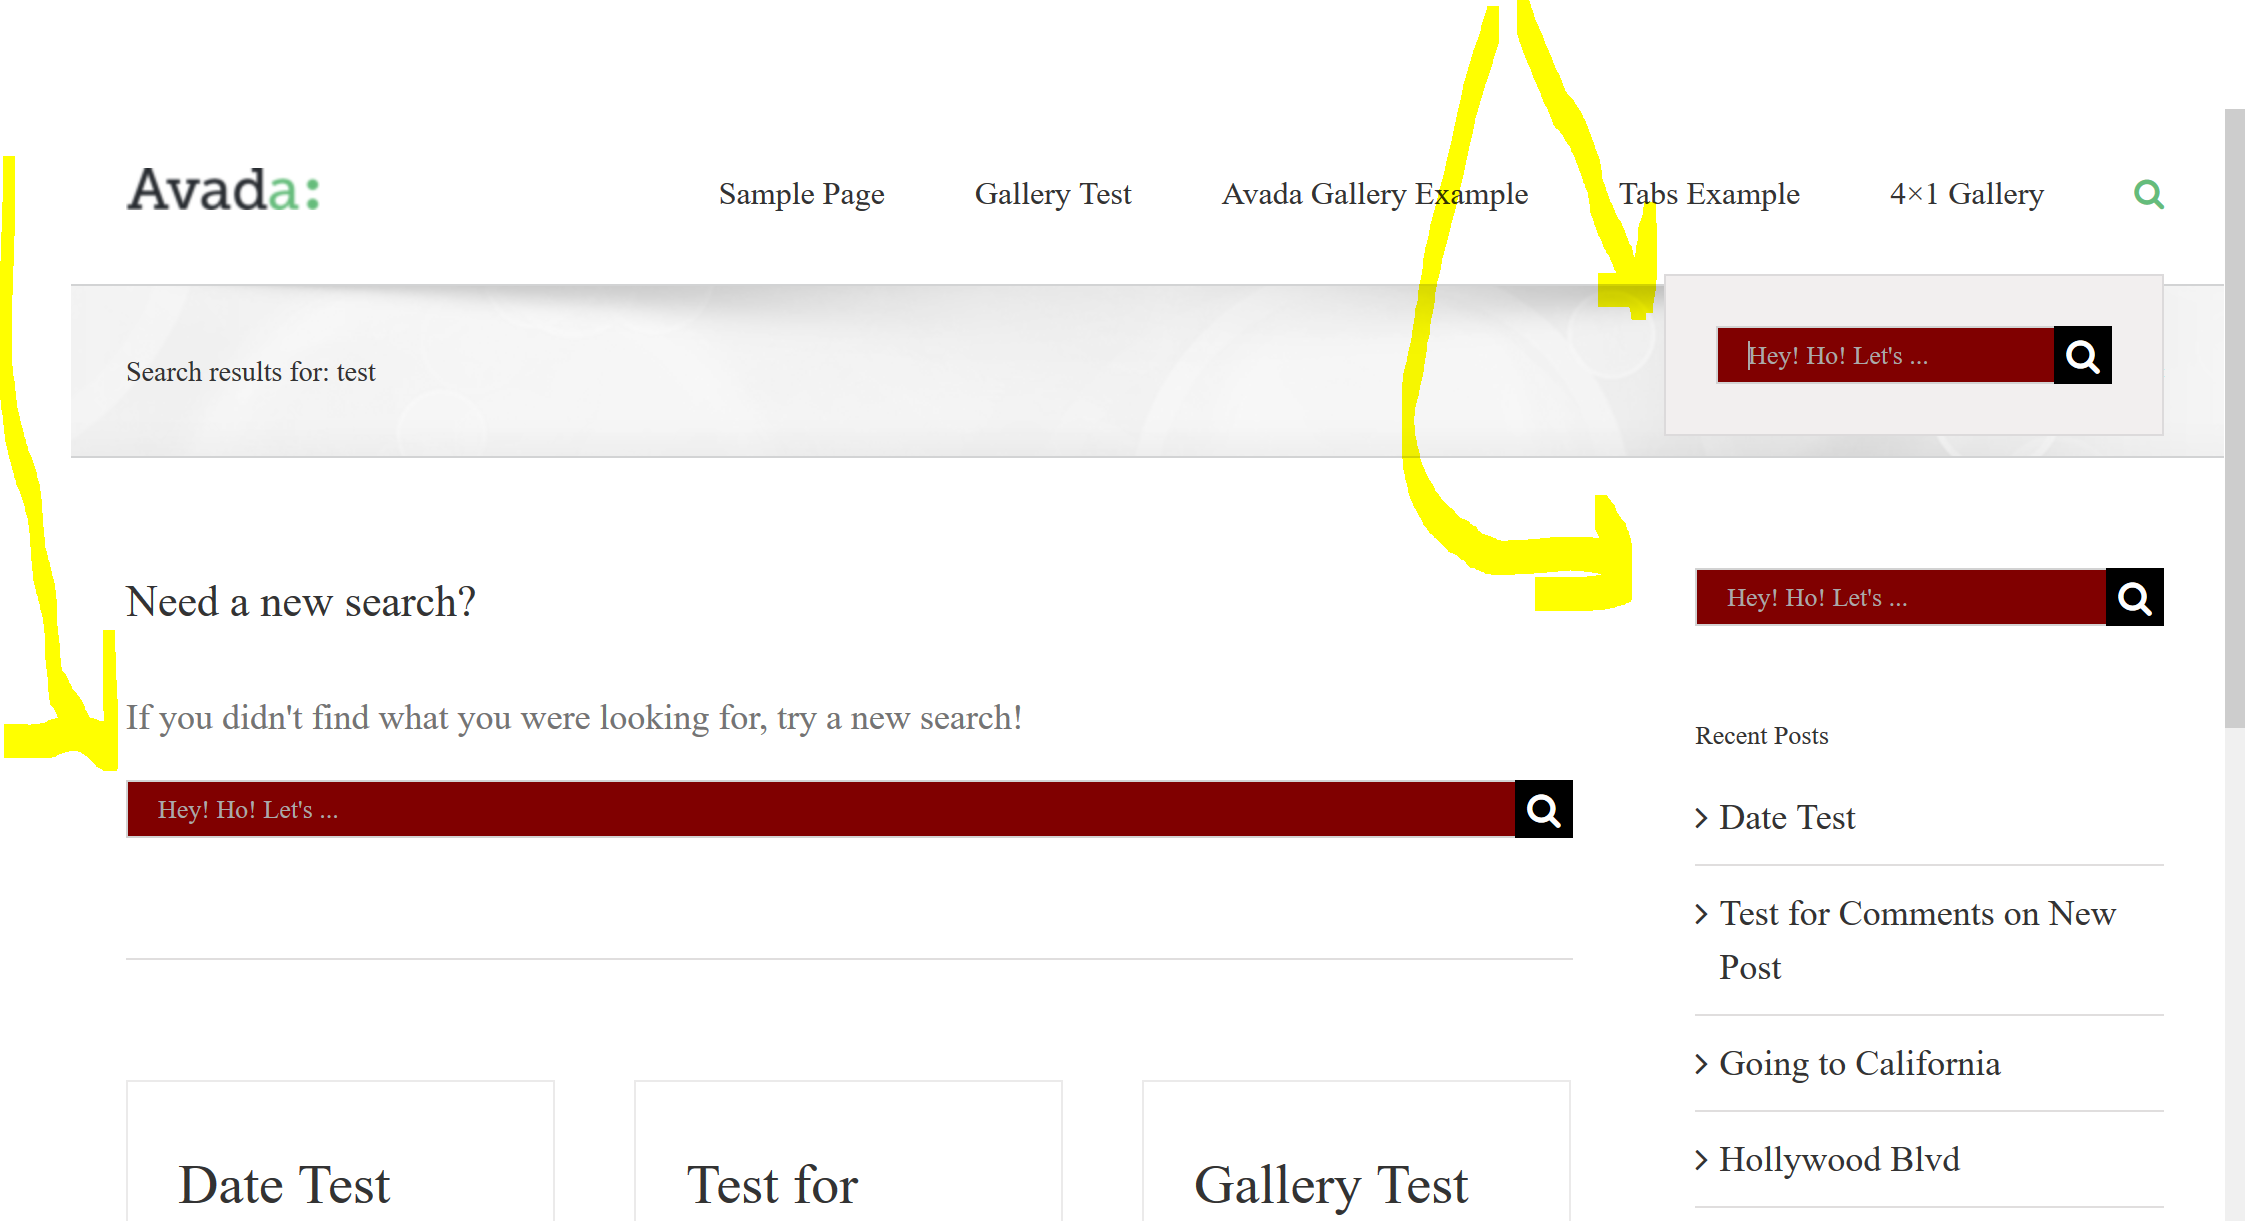 Avada:
Sample Page
Gallery Test
Avada Gallery Example
Tabs Example
4×1 Gallery
Search results for: test
Hey! Ho! Let's ...
Need a new search?
If you didn't find what you were looking for, try a new search!
Hey! Ho! Let's ...
Date Test
Test for
Gallery Test
Hey! Ho! Let's ...
Recent Posts
Date Test
Test for Comments on New
Post
Going to California
Hollywood Blvd